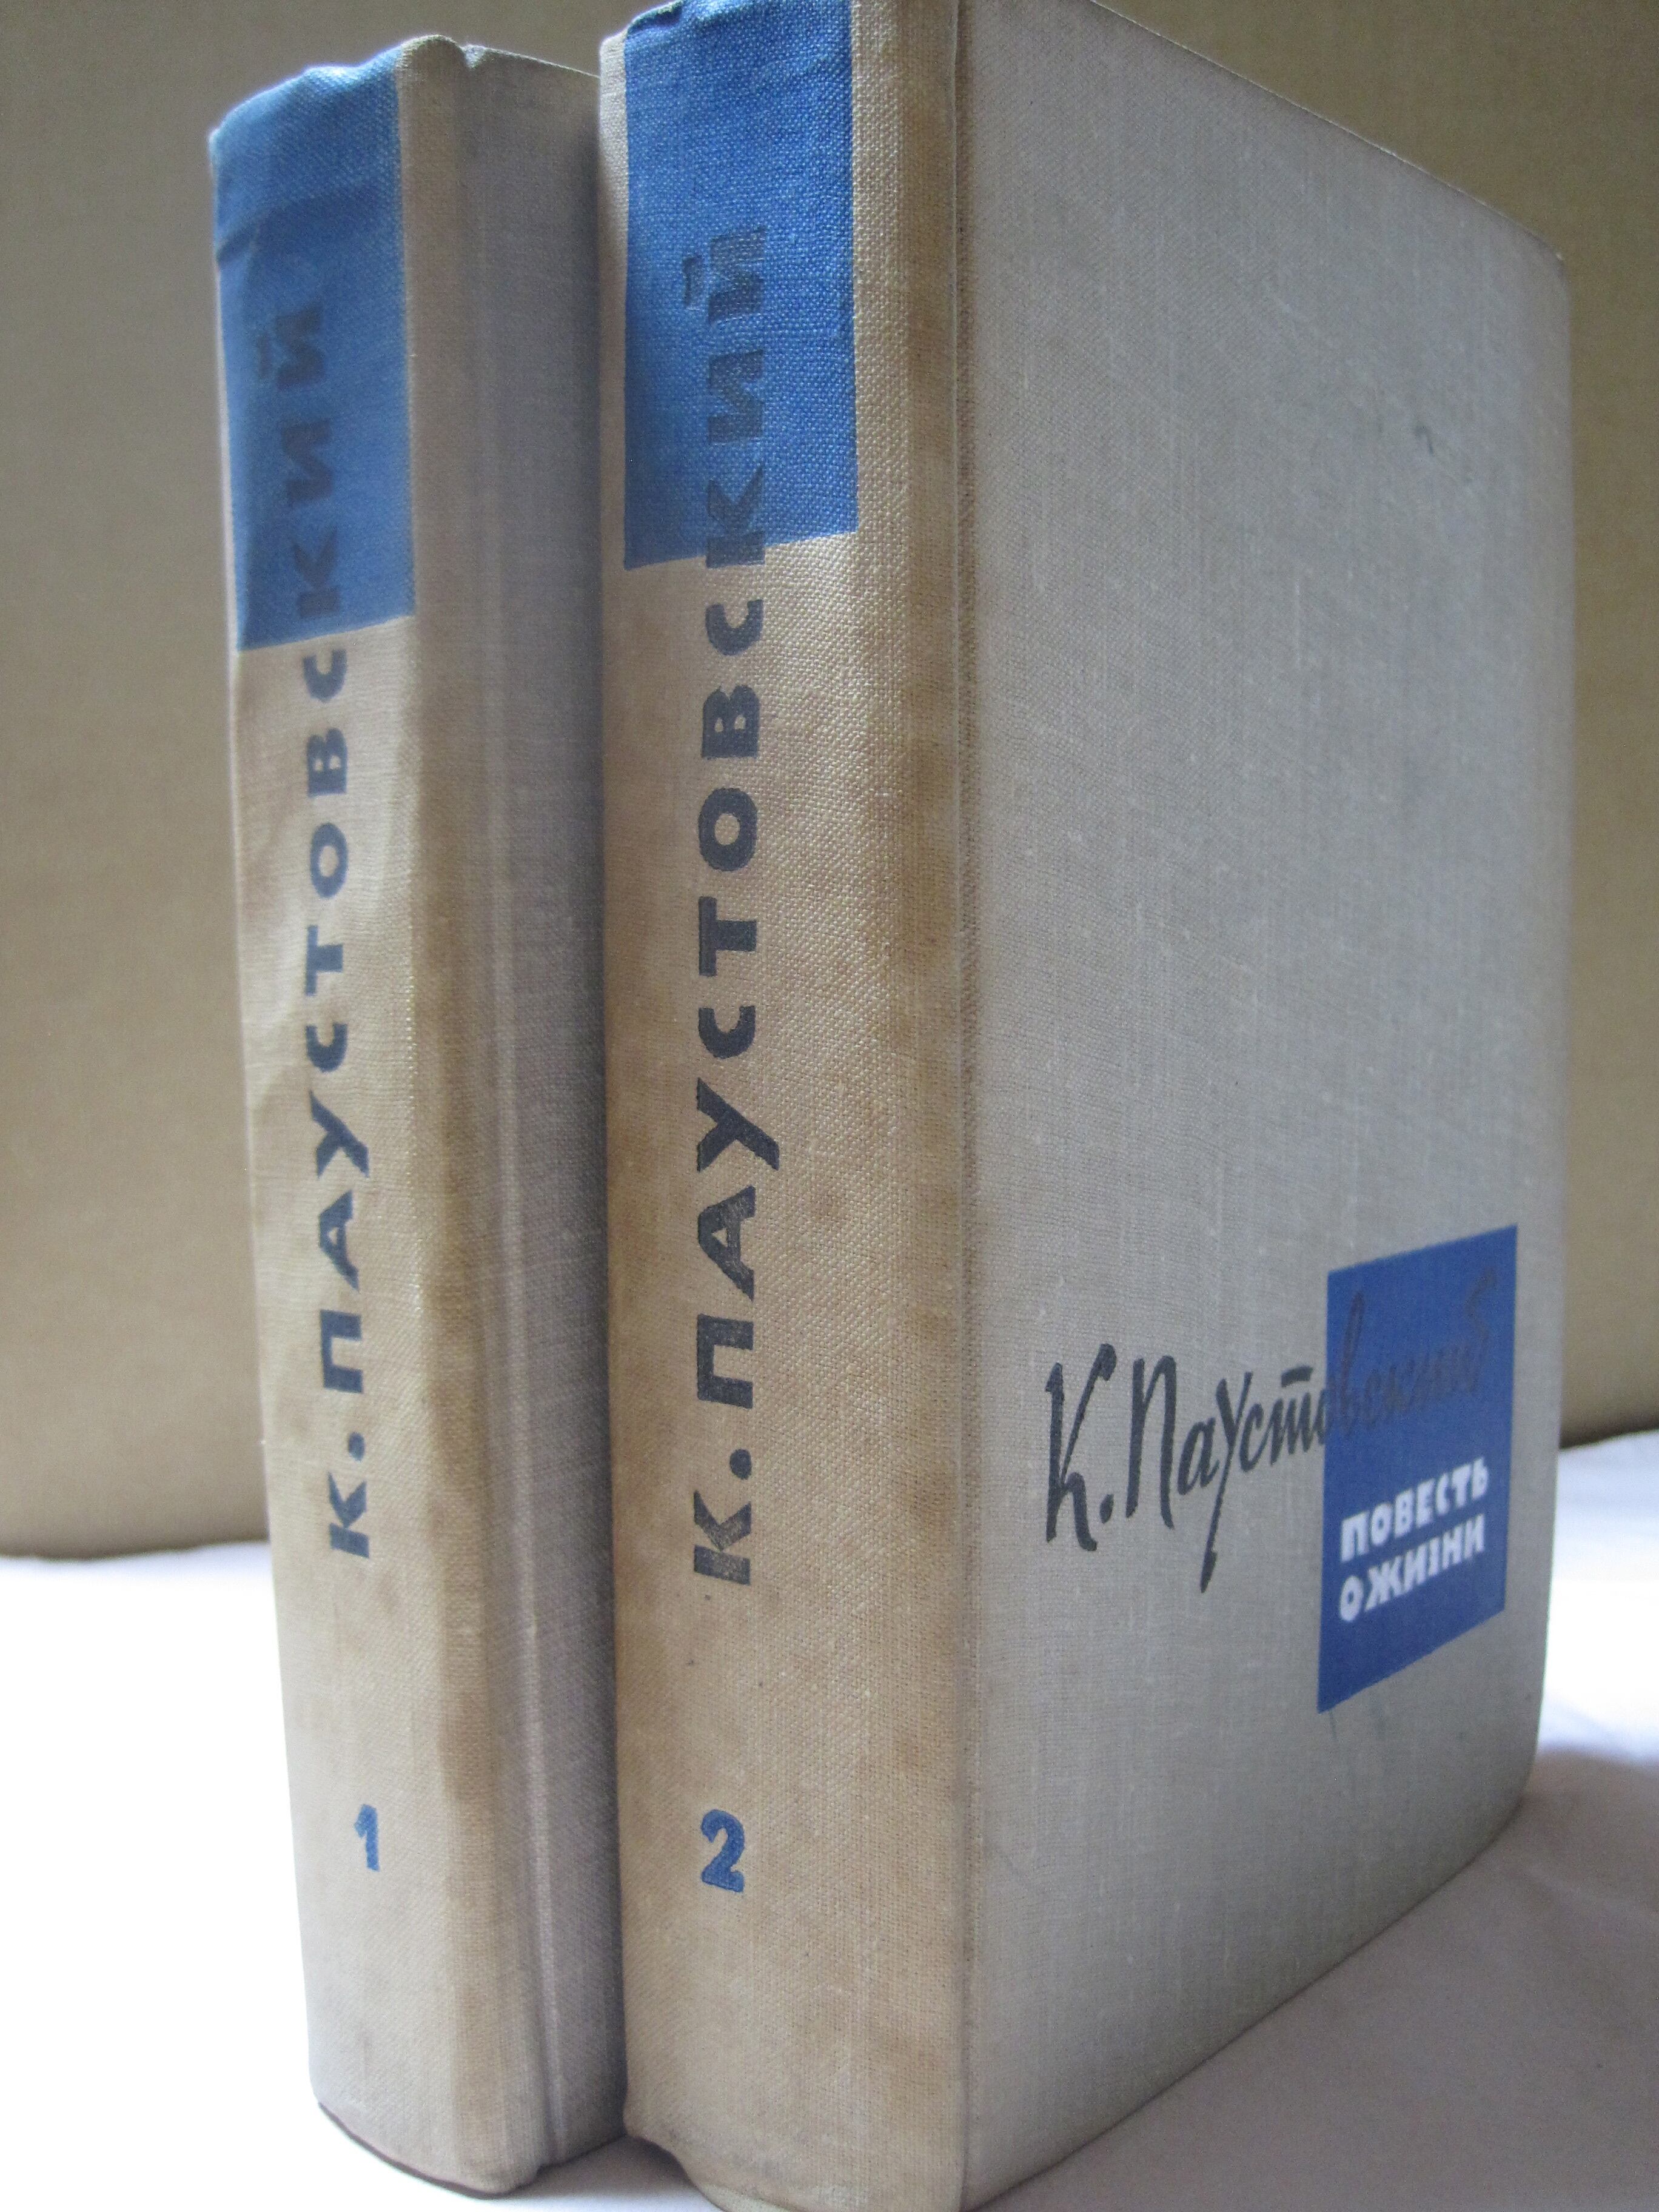 К. ПАУСТОВСКИЙ
1
К. ПАУСТОВСКИЙ
2
К. Паустовский
ПОВЕСТЬ
О ЖИЗНИ